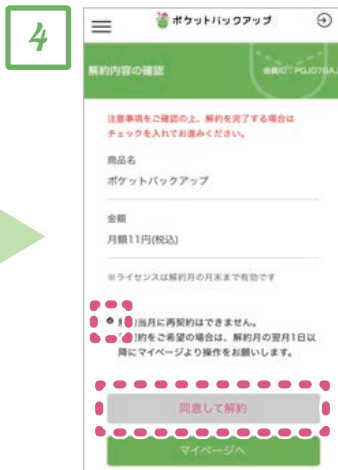 4
ポケットバックアップ
解約内容の確認
会員ID：PQJD7GAJ
注意事項をご確認の上、解約を完了する場合は
チェックを入れてお進みください。
商品名
ポケットバックアップ
金額
月額11円(税込)
※ライセンスは解約月の月末まで有効です
当月に再契約はできません。
約をご希望の場合は、解約月の翌月1日以
降にマイページより操作をお願いします。
同意して解約
マイページへ